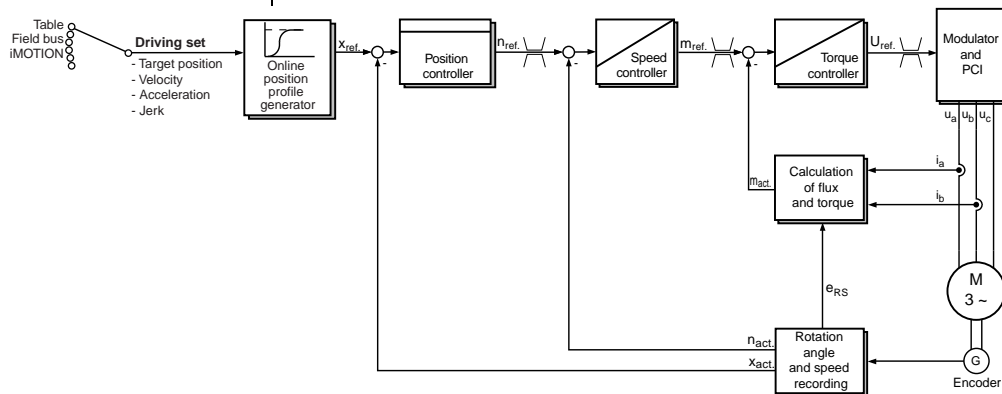 Table
Field bus
iMOTION
Driving set
- Target position
- Velocity
- Acceleration
- Jerk
Online
position
profile
generator
xref.
-
Position
controller
nref.
-
Speed
controller
mref.
-
Torque
controller
Uref.
Modulator
and
PCI
ua
ub
uc
ia
ib
Calculation
of flux
and torque
mact.
eRS
M
3 ~
nact.
xact.
Rotation
angle
and speed
recording
G
Encoder